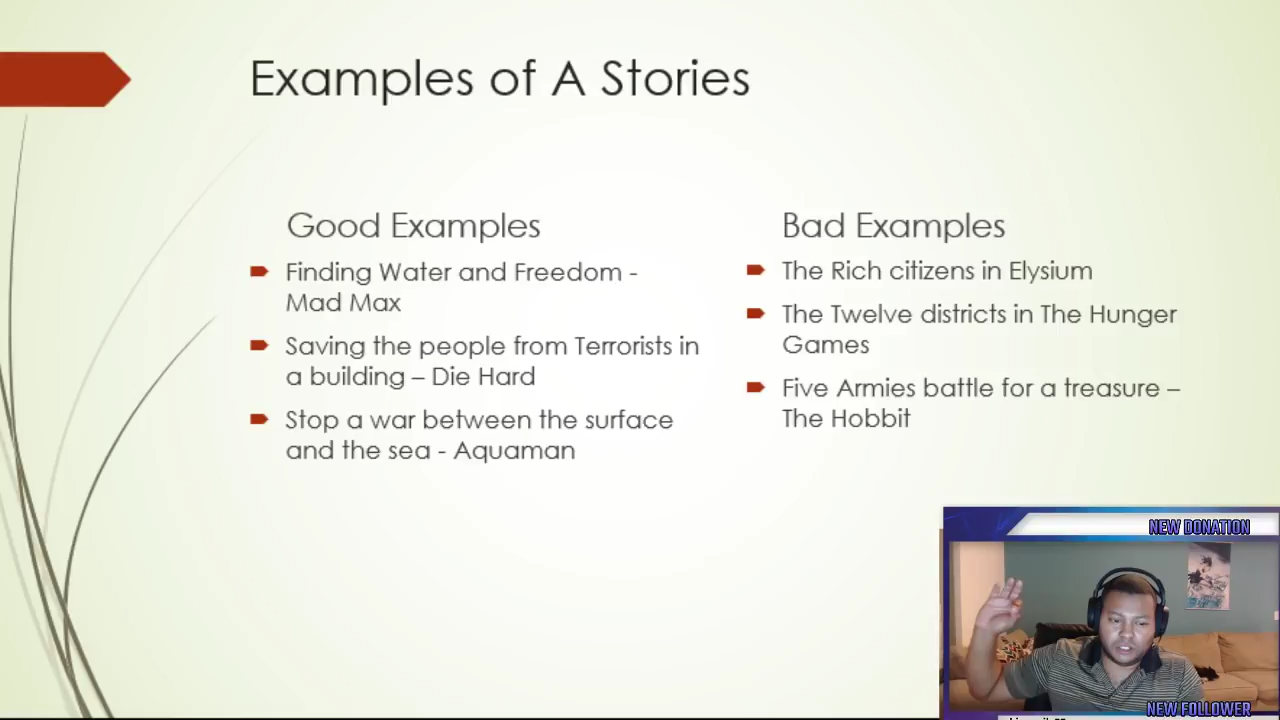 Examples of A Stories
Good Examples
Finding Water and Freedom -
Mad Max
Saving the people from Terrorists in
a building – Die Hard
Stop a war between the surface
and the sea - Aquaman
Bad Examples
The Rich citizens in Elysium
The Twelve districts in The Hunger
Games
Five Armies battle for a treasure –
The Hobbit
NEW DONATION
NEW FOLLOWER